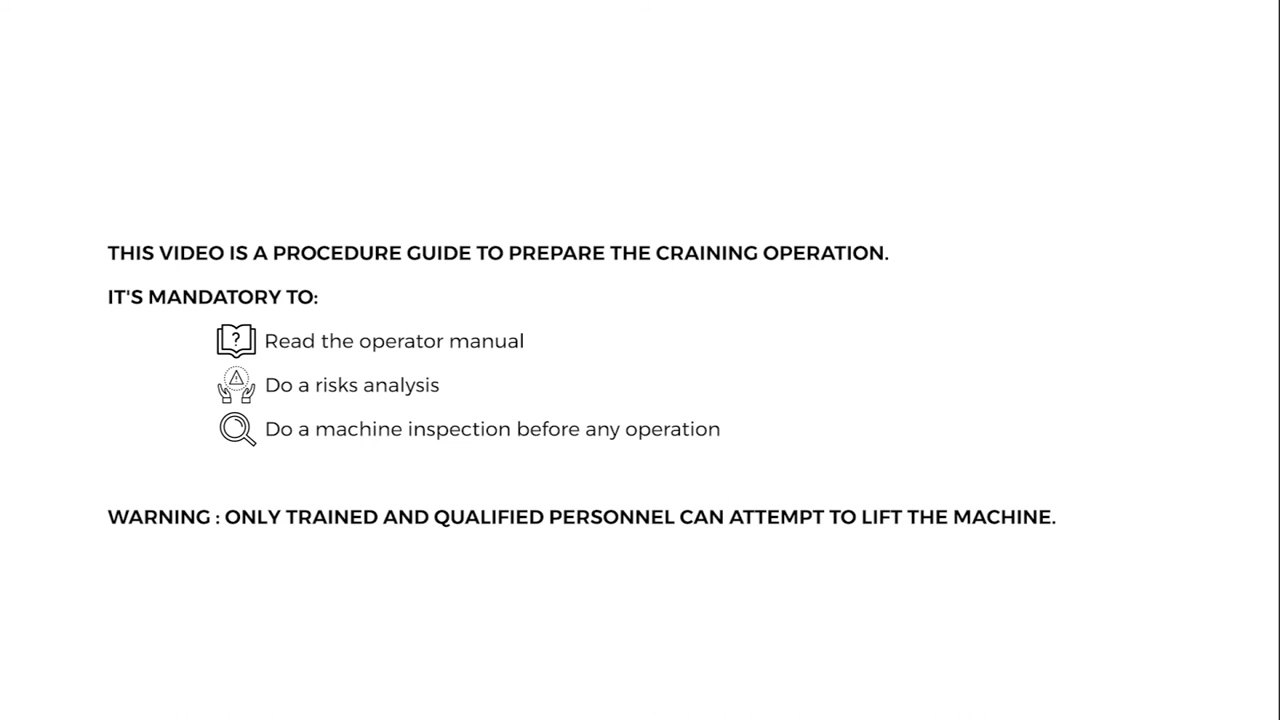 THIS VIDEO IS A PROCEDURE GUIDE TO PREPARE THE CRAINING OPERATION.
IT'S MANDATORY TO:
? Read the operator manual
Do a risks analysis
Do a machine inspection before any operation
WARNING : ONLY TRAINED AND QUALIFIED PERSONNEL CAN ATTEMPT TO LIFT THE MACHINE.